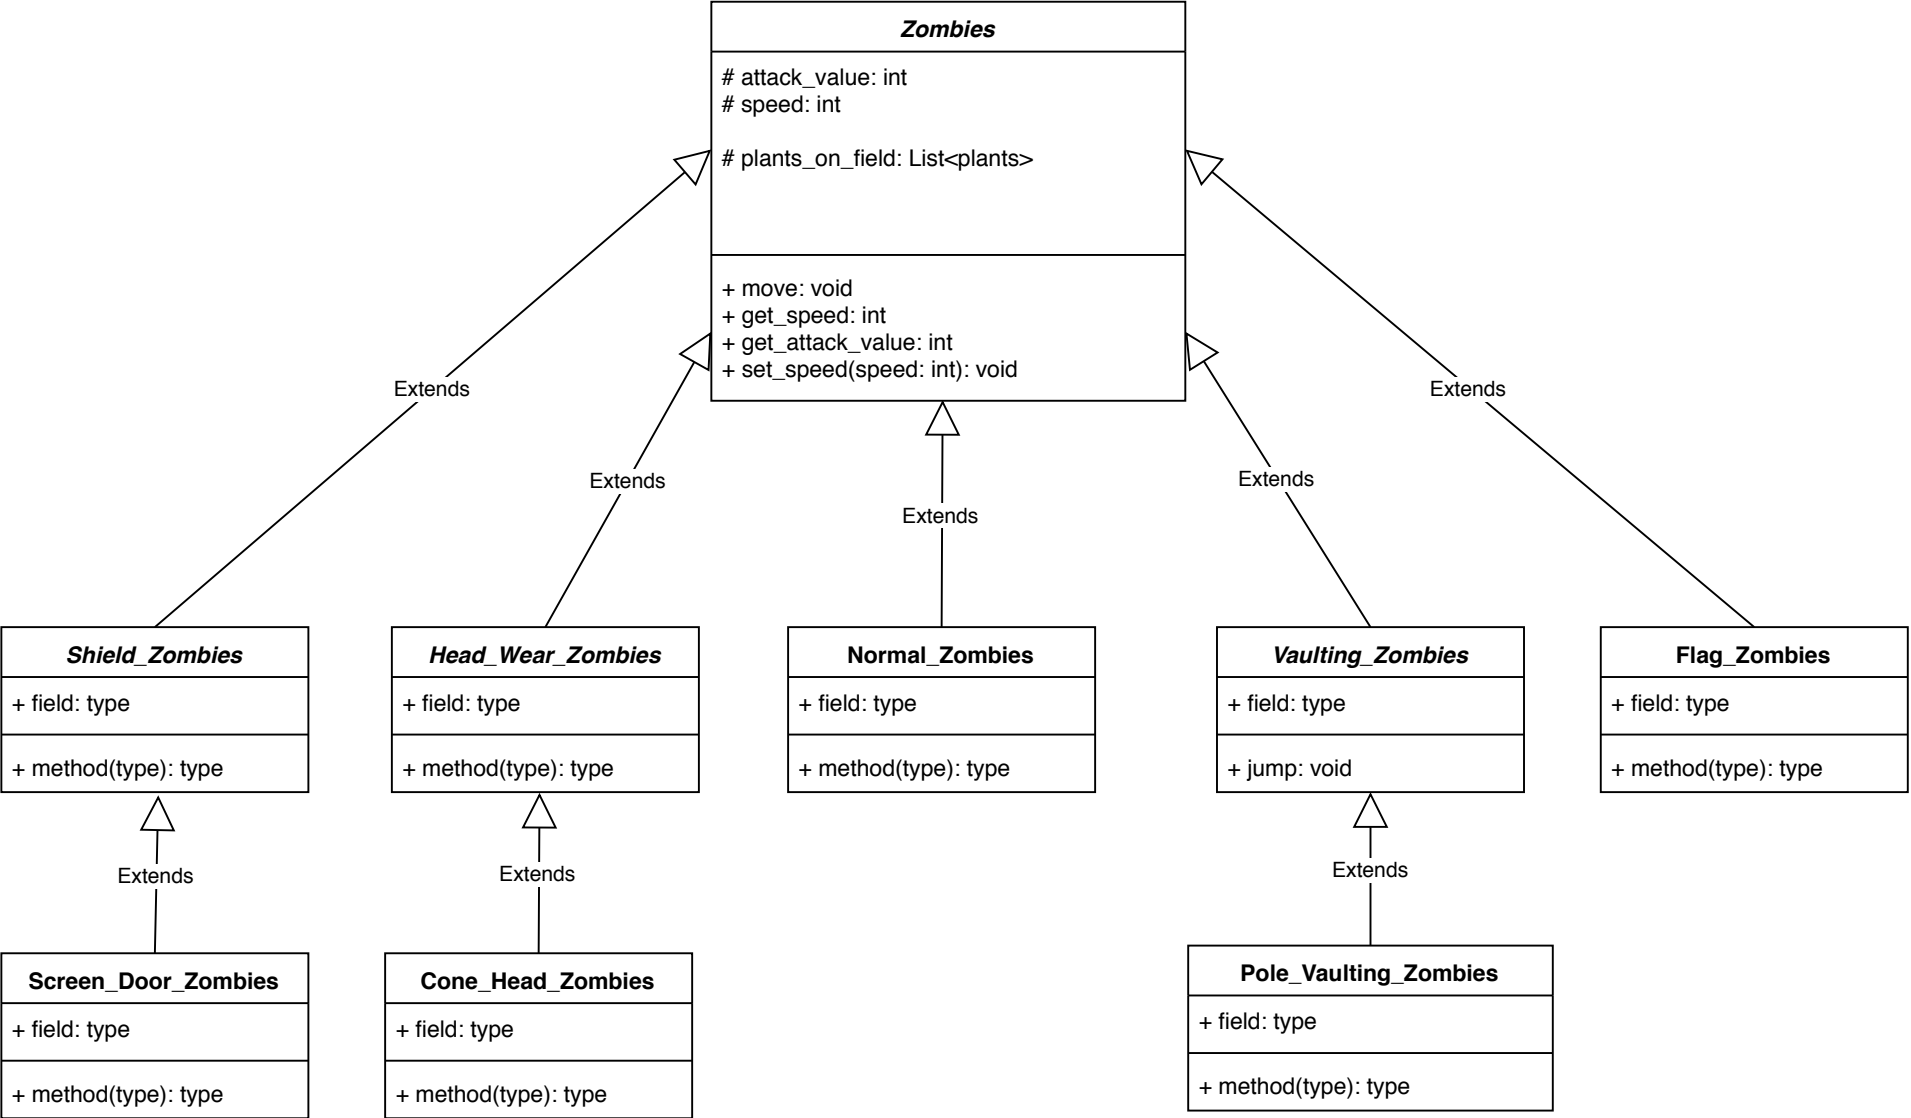 Zombies
# attack_value: int
# speed: int
# plants_on_field: List<plants>
+ move: void
+ get_speed: int
+ get_attack_value: int
+ set_speed(speed: int): void
Extends
Extends
Extends
Extends
Extends
Shield_Zombies
+ field: type
+ method(type): type
Head_Wear_Zombies
+ field: type
+ method(type): type
Normal_Zombies
+ field: type
+ method(type): type
Vaulting_Zombies
+ field: type
+ jump: void
Flag_Zombies
+ field: type
+ method(type): type
Extends
Extends
Extends
Screen_Door_Zombies
+ field: type
+ method(type): type
Cone_Head_Zombies
+ field: type
+ method(type): type
Pole_Vaulting_Zombies
+ field: type
+ method(type): type